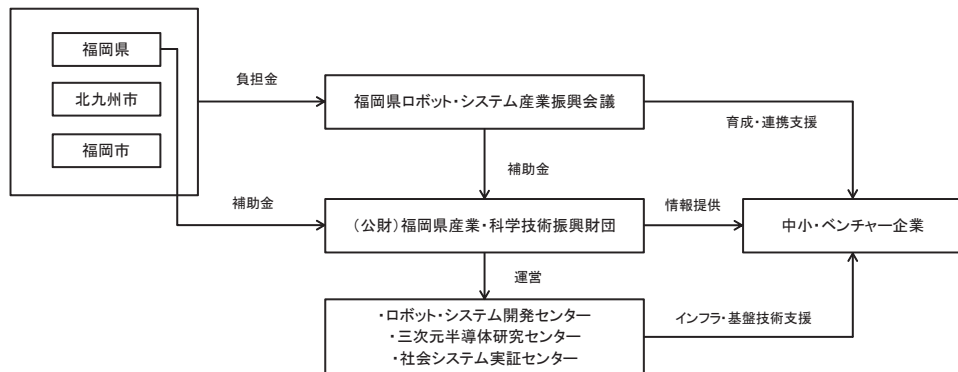 福岡県
北九州市
福岡市
負担金
福岡県ロボット・システム産業振興会議
育成・連携支援
補助金
補助金
(公財)福岡県産業・科学技術振興財団
情報提供
中小・ベンチャー企業
運営
・ロボット・システム開発センター
・三次元半導体研究センター
・社会システム実証センター
インフラ・基盤技術支援